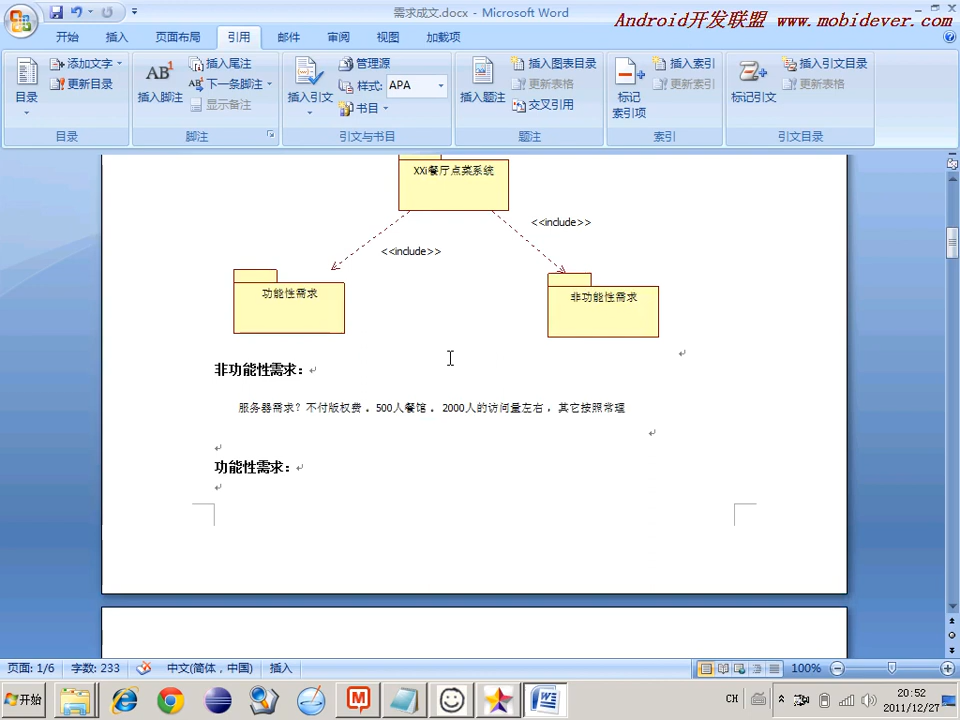 需求成文.docx - Microsoft Word
Android开发联盟 www.mobidever.com
开始 插入 页面布局 引用 邮件 审阅 视图 加载项
目录
添加文字
更新目录
目录
AB¹
插入脚注
插入尾注
AB¹ 下一条脚注
显示备注
脚注
插入引文
管理源
样式: APA
书目
引文与书目
插入题注
插入图表目录
更新表格
交叉引用
题注
标记
索引项
插入索引
更新索引
索引
标记引文
插入引文目录
更新表格
引文目录
XXi餐厅点菜系统
<<include>>
<<include>>
功能性需求
非功能性需求
非功能性需求：
服务器需求？不付版权费 。500人餐馆 。 2000人的访问量左右 ，其它按照常理
功能性需求：
页面: 1/6 字数: 233 中文(简体，中国) 插入 100%
开始 CH 20:52
2011/12/27